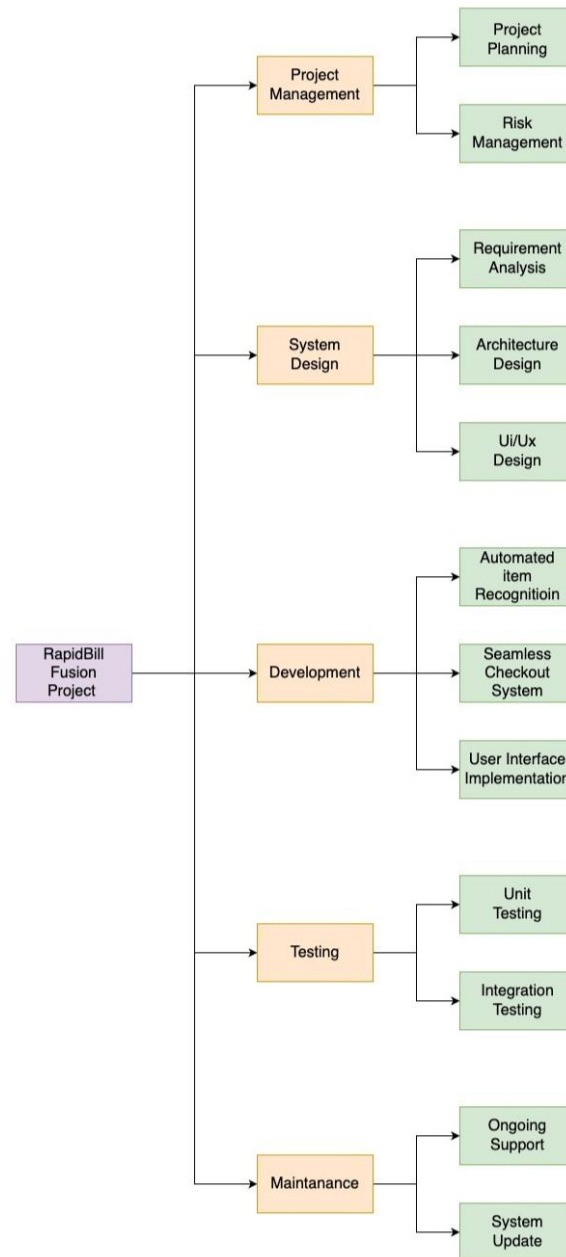 Project
Planning
Project
Management
Risk
Management
Requirement
Analysis
System
Design
Architecture
Design
Ui/Ux
Design
Automated
item
Recognitioin
RapidBill
Fusion
Project
Development
Seamless
Checkout
System
User Interface
Implementation
Unit
Testing
Testing
Integration
Testing
Ongoing
Support
Maintanance
System
Update